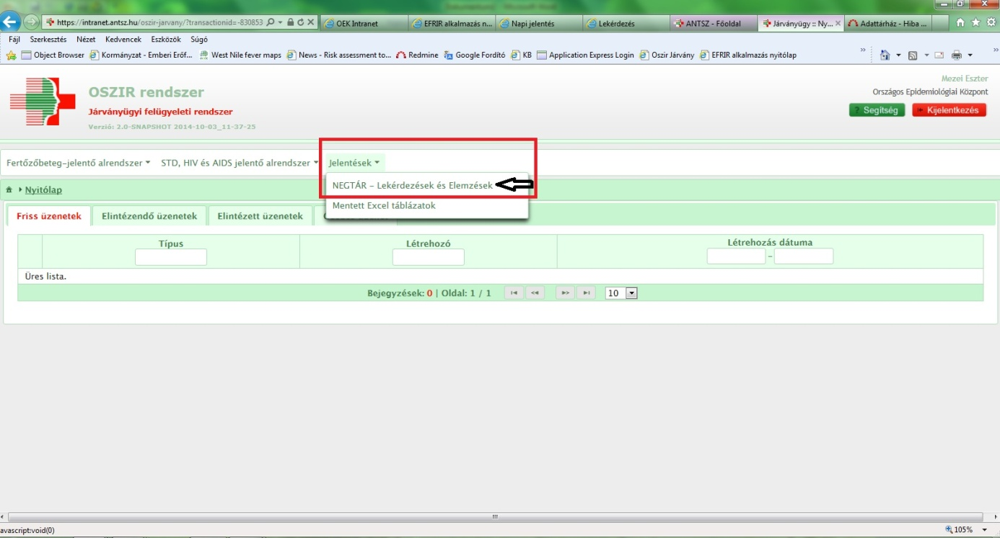 https://intranet.antsz.hu/oszir-jarvany/?transactionid=-830853
OEK Intranet
EFRIR alkalmazás n...
Napi jelentés
Lekérdezés
ANTSZ - Főoldal
Járványügy :: Ny...
Adattárház - Hiba ...
Fájl Szerkesztés Nézet Kedvencek Eszközök Súgó
Object Browser Kormányzat - Emberi Erőf... West Nile fever maps News - Risk assessment to... Redmine Google Fordító KB Application Express Login Oszir Járvány EFRIR alkalmazás nyitólap
Mezei Eszter
OSZIR rendszer
Országos Epidemiológiai Központ
Járványügyi felügyeleti rendszer
? Segítség Kijelentkezés
Verzió: 2.0-SNAPSHOT 2014-10-03_11-37-25
Fertőzőbeteg-jelentő alrendszer STD, HIV és AIDS jelentő alrendszer Jelentések
NEGTÁR - Lekérdezések és Elemzések
Nyitólap
Mentett Excel táblázatok
Friss üzenetek Elintézendő üzenetek Elintézett üzenetek
Típus Létrehozó Létrehozás dátuma
-
Üres lista.
Bejegyzések: 0 | Oldal: 1 / 1 10
avascript:void(0)
105%